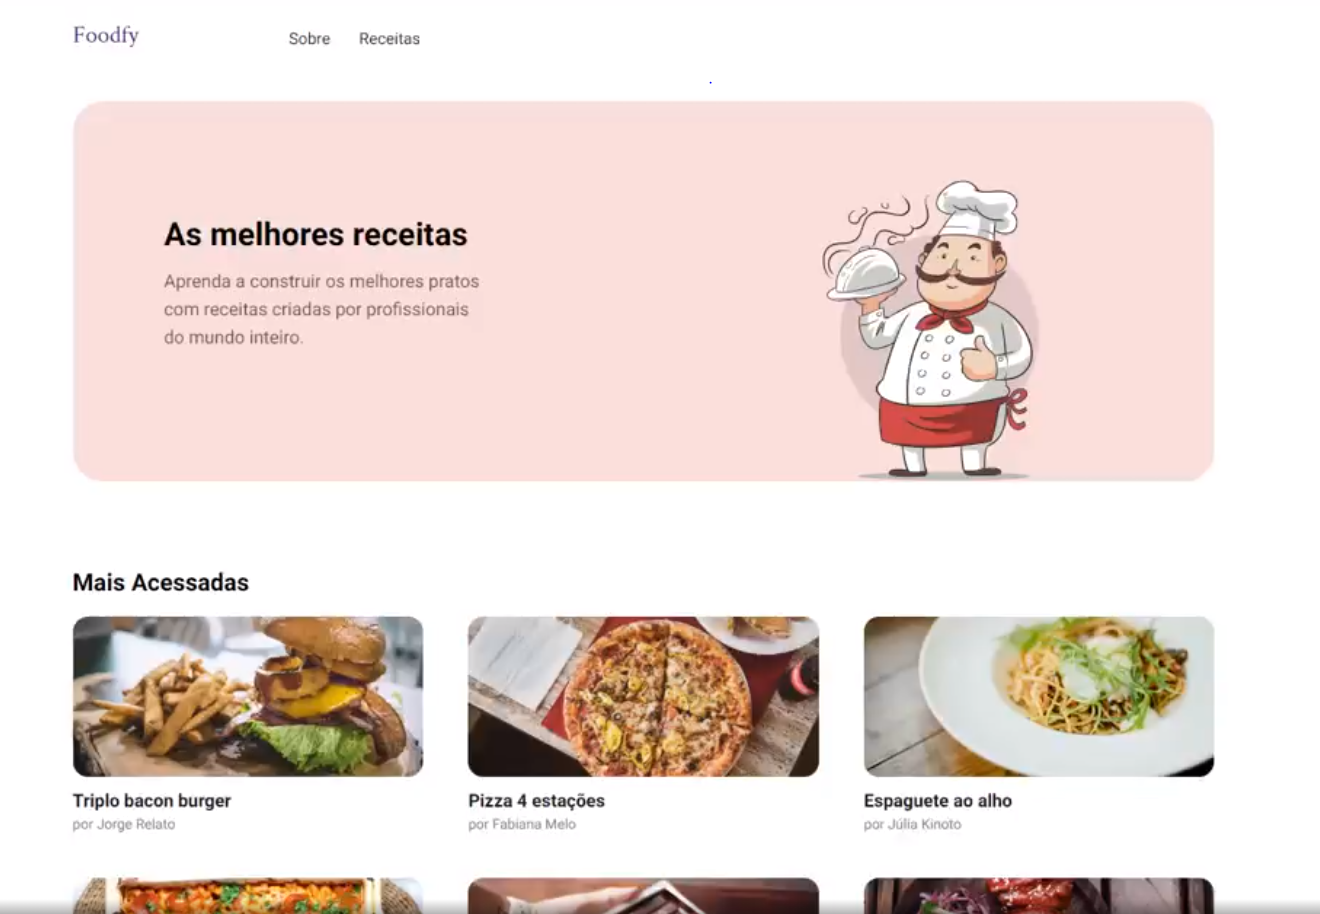 Foodfy
Sobre
Receitas
As melhores receitas
Aprenda a construir os melhores pratos
com receitas criadas por profissionais
do mundo inteiro.
Mais Acessadas
Triplo bacon burger
por Jorge Relato
Pizza 4 estações
por Fabiana Melo
Espaguete ao alho
por Júlia Kinoto